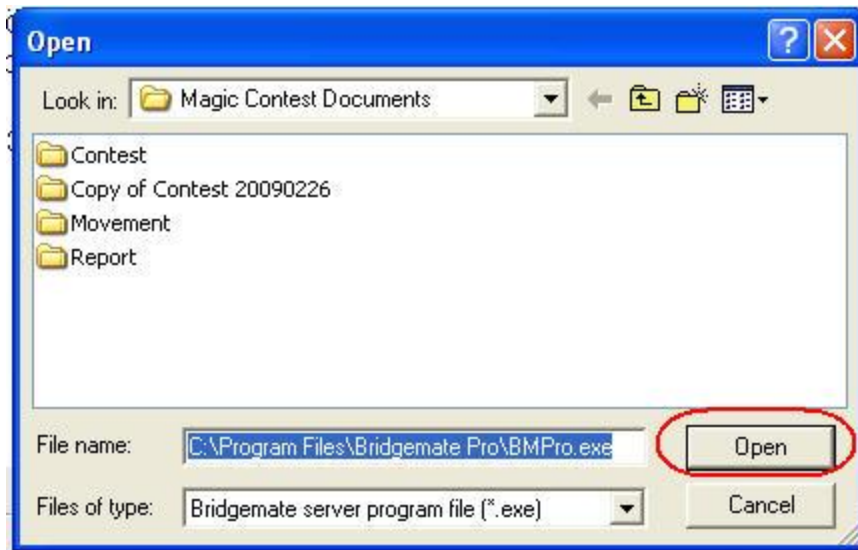 Open
Look in: Magic Contest Documents
Contest
Copy of Contest 20090226
Movement
Report
File name: C:\Program Files\Bridgemate Pro\BMPro.exe Open
Files of type: Bridgemate server program file (*.exe) Cancel